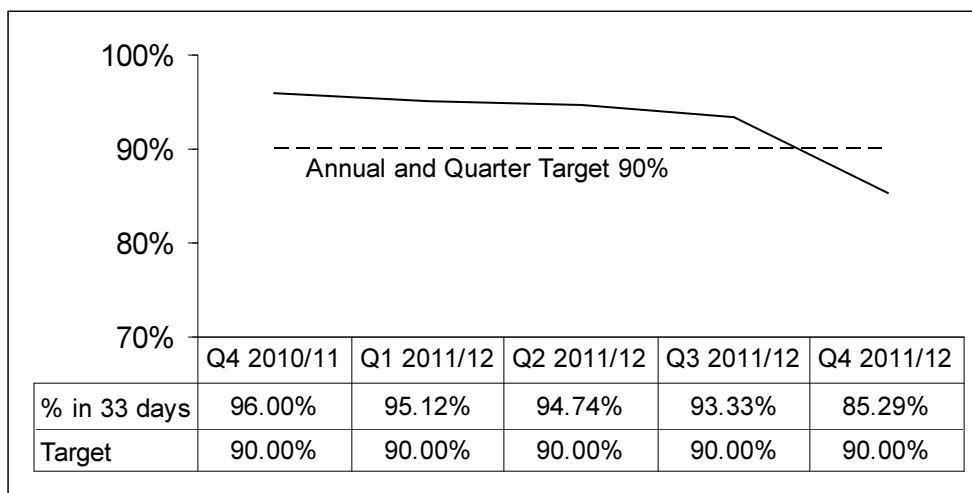 100%
90%
Annual and Quarter Target 90%
80%
70%
Q4 2010/11 Q1 2011/12 Q2 2011/12 Q3 2011/12 Q4 2011/12
% in 33 days 96.00% 95.12% 94.74% 93.33% 85.29%
Target 90.00% 90.00% 90.00% 90.00% 90.00%